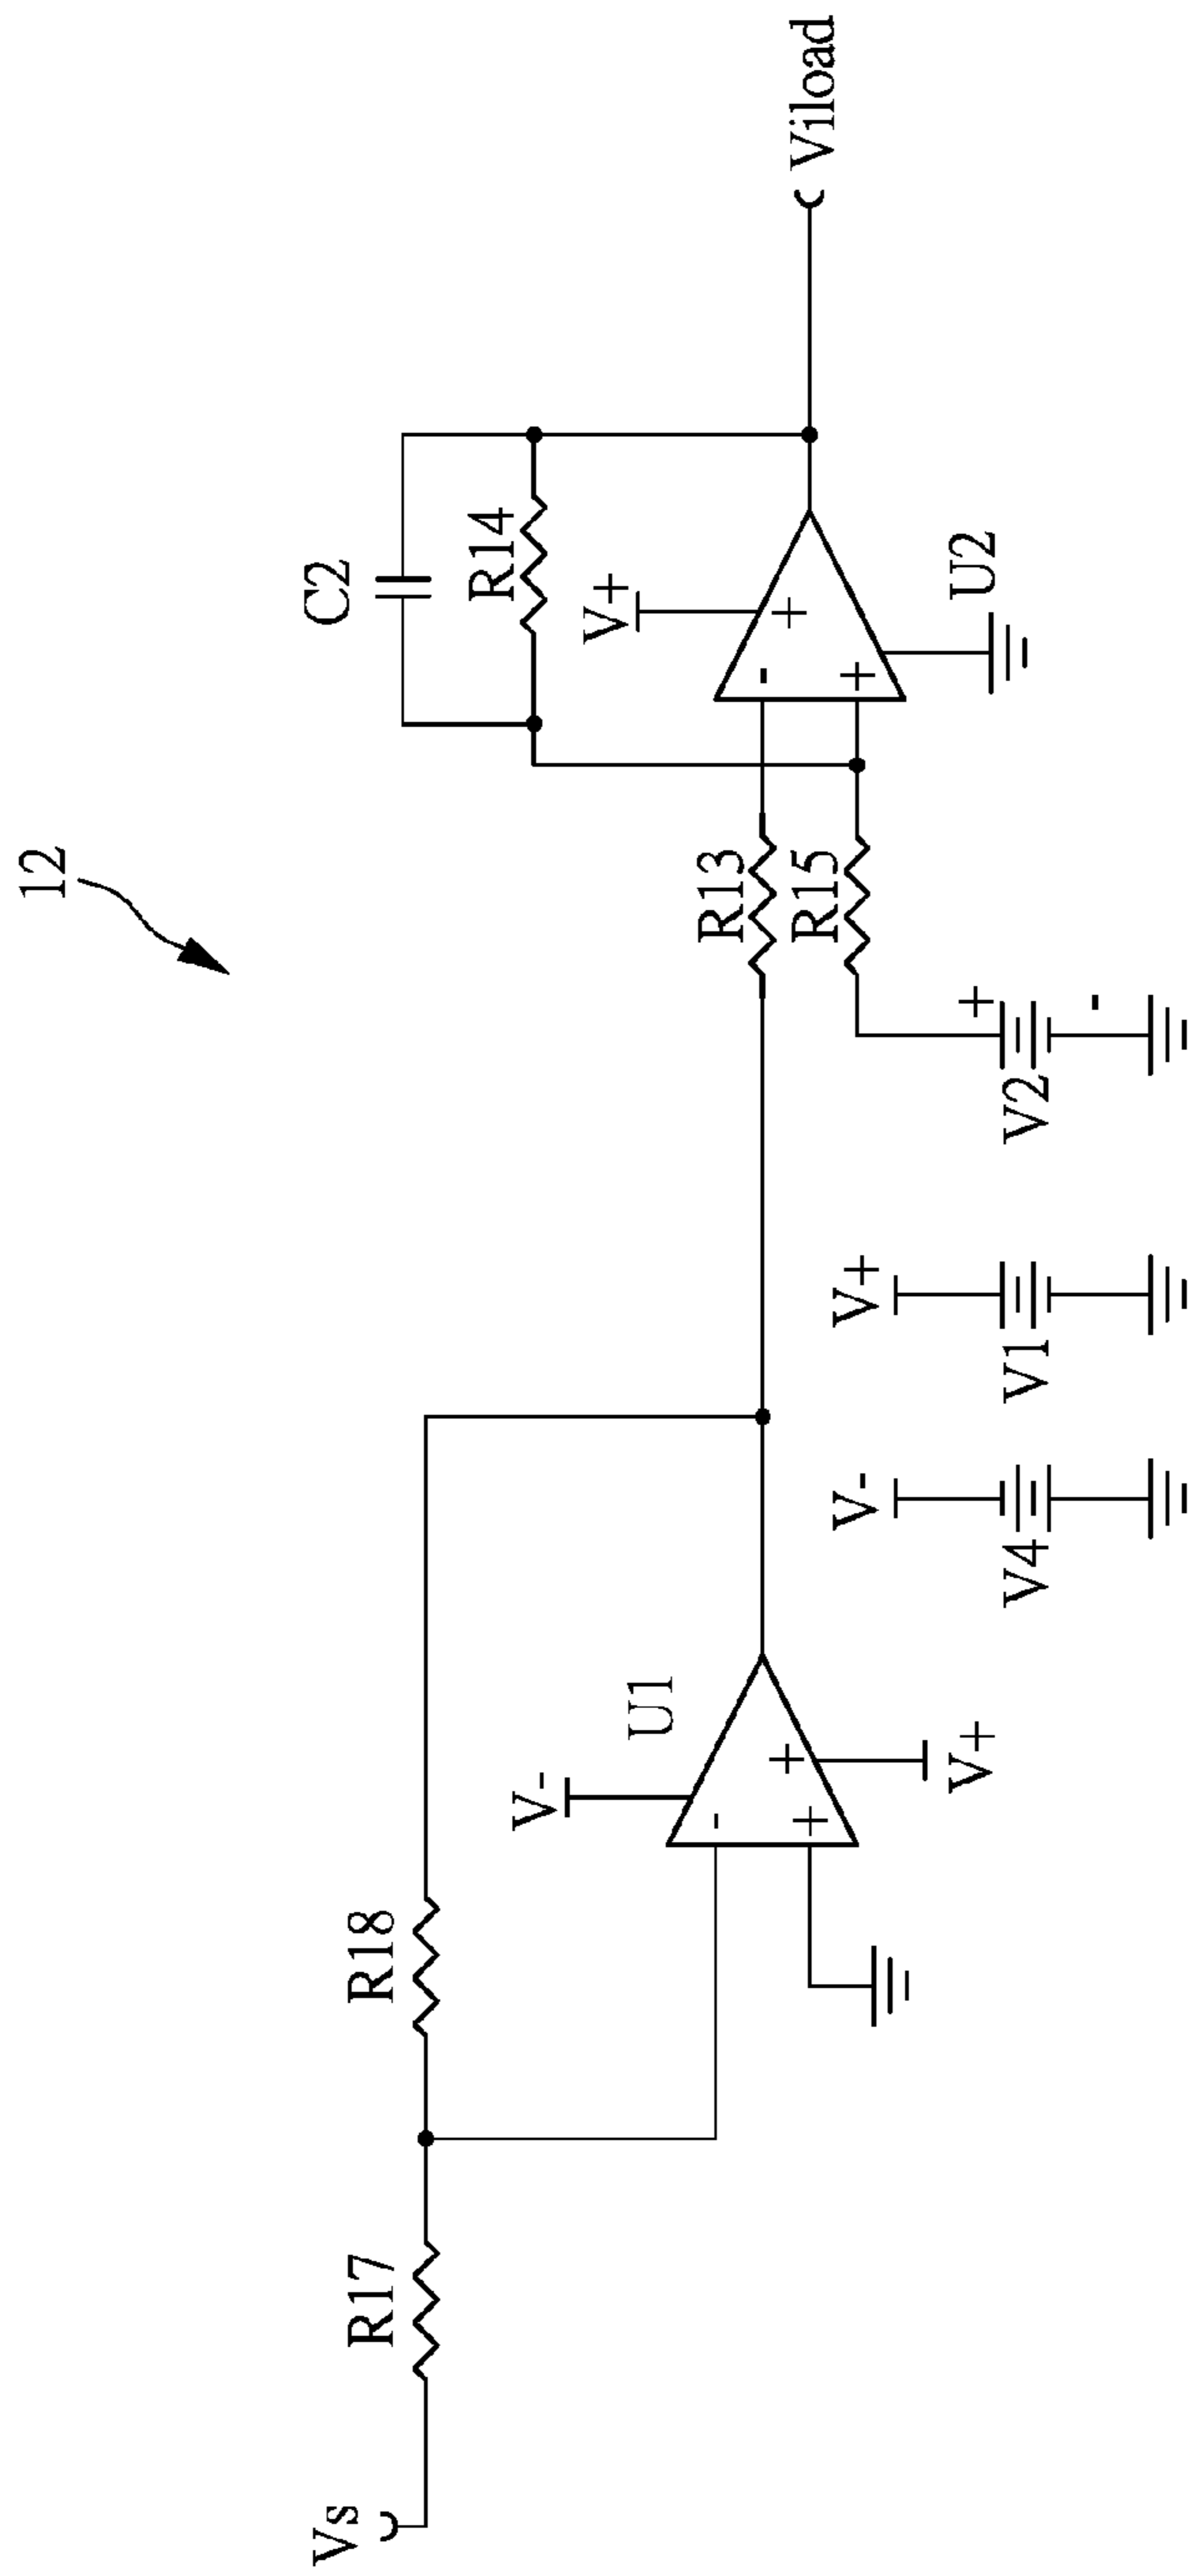 12
C2
R14
V+
-
+
+
U2
Viload
R13
R15
+
-
V2
R18
R17
Vs
V-
U1
-
+
+
V+
V-
V4
V+
V1